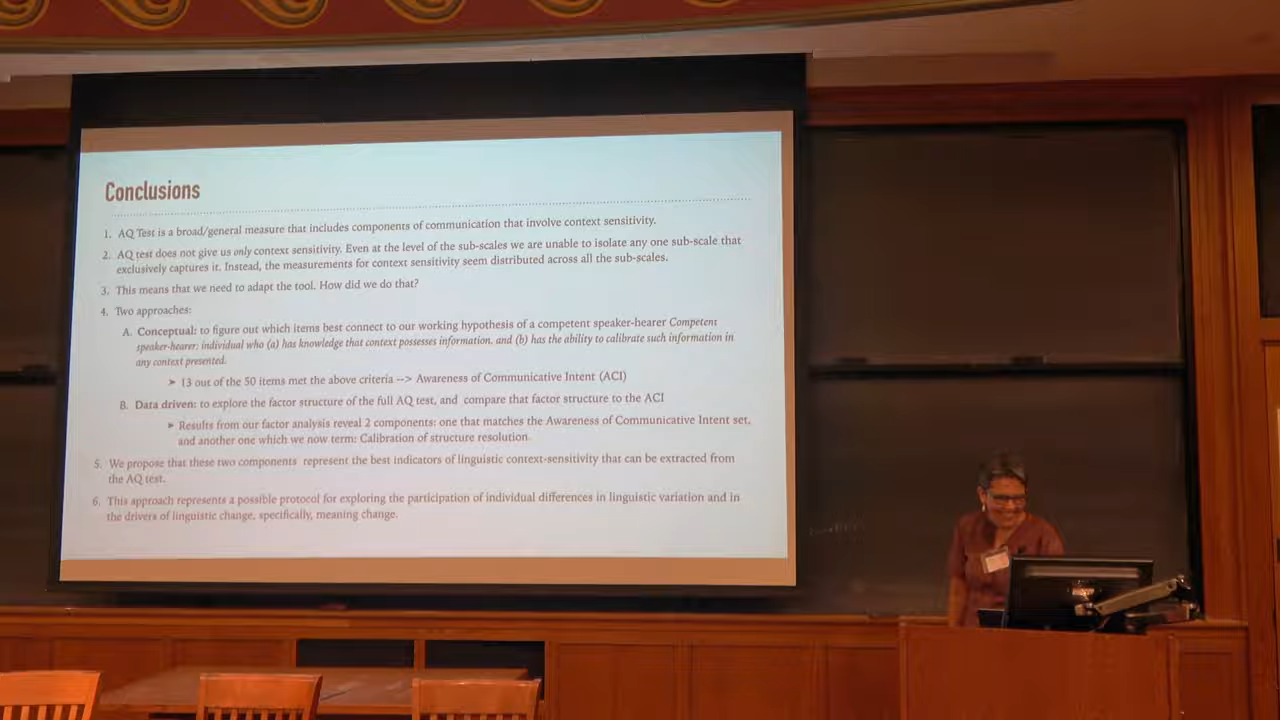 Conclusions
1. AQ Test is a broad/general measure that includes components of communication that involve context sensitivity.
2. AQ test does not give us only context sensitivity. Even at the level of the sub-scales we are unable to isolate any one sub-scale that
exclusively captures it. Instead, the measurements for context sensitivity seem distributed across all the sub-scales.
3. This means that we need to adapt the tool. How did we do that?
4. Two approaches:
A. Conceptual: to figure out which items best connect to our working hypothesis of a competent speaker-hearer Competent
speaker-hearer: individual who (a) has knowledge that context possesses information, and (b) has the ability to calibrate such information in
any context presented.
➤ 13 out of the 50 items met the above criteria --> Awareness of Communicative Intent (ACI)
B. Data driven: to explore the factor structure of the full AQ test, and compare that factor structure to the ACI
➤ Results from our factor analysis reveal 2 components: one that matches the Awareness of Communicative Intent set,
and another one which we now term: Calibration of structure resolution.
5. We propose that these two components represent the best indicators of linguistic context-sensitivity that can be extracted from
the AQ test.
6. This approach represents a possible protocol for exploring the participation of individual differences in linguistic variation and in
the drivers of linguistic change, specifically, meaning change.